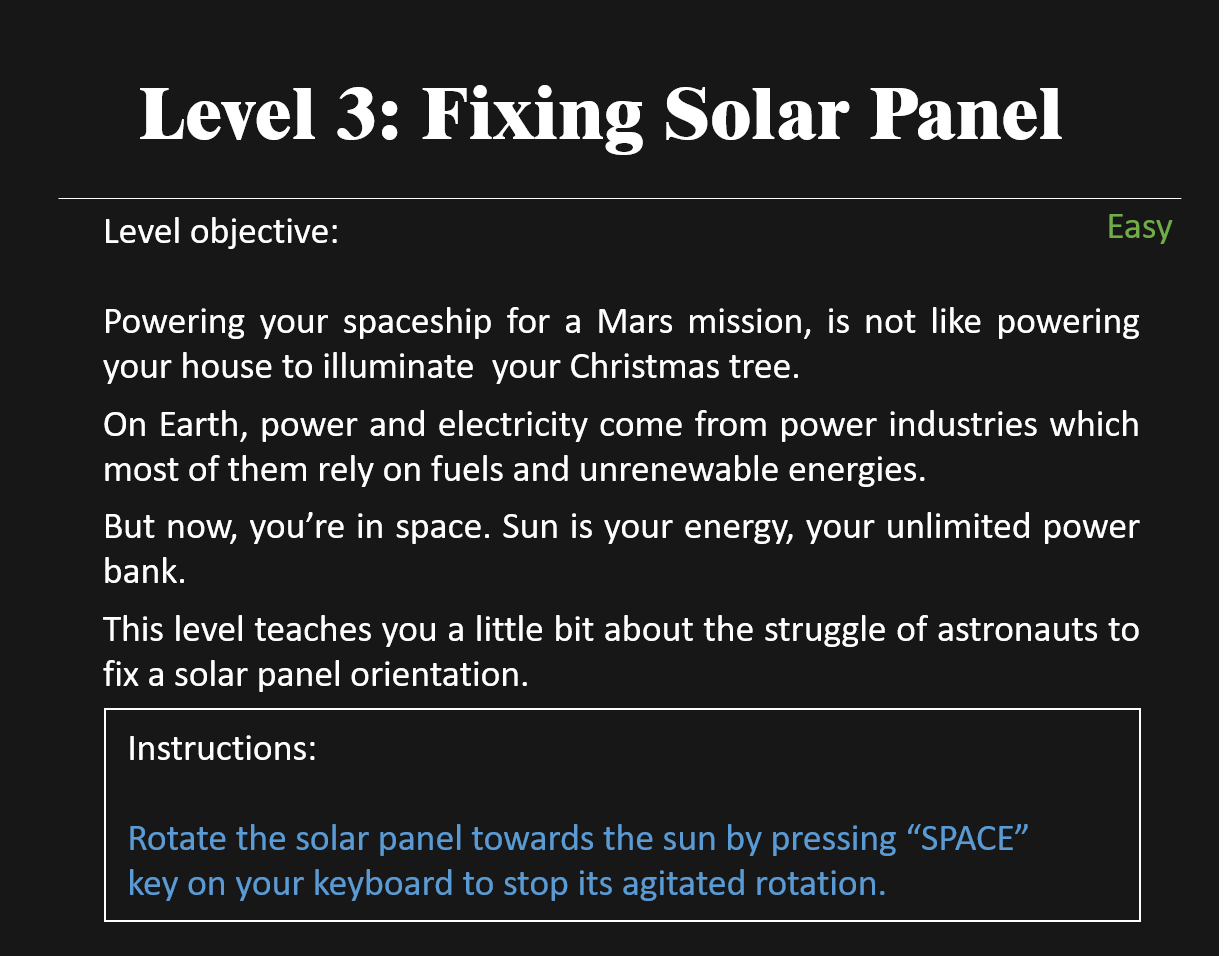 Level 3: Fixing Solar Panel
Level objective:
Easy
Powering your spaceship for a Mars mission, is not like powering
your house to illuminate  your Christmas tree.
On Earth, power and electricity come from power industries which
most of them rely on fuels and unrenewable energies.
But now, you’re in space. Sun is your energy, your unlimited power
bank.
This level teaches you a little bit about the struggle of astronauts to
fix a solar panel orientation.
Instructions:
Rotate the solar panel towards the sun by pressing “SPACE”
key on your keyboard to stop its agitated rotation.